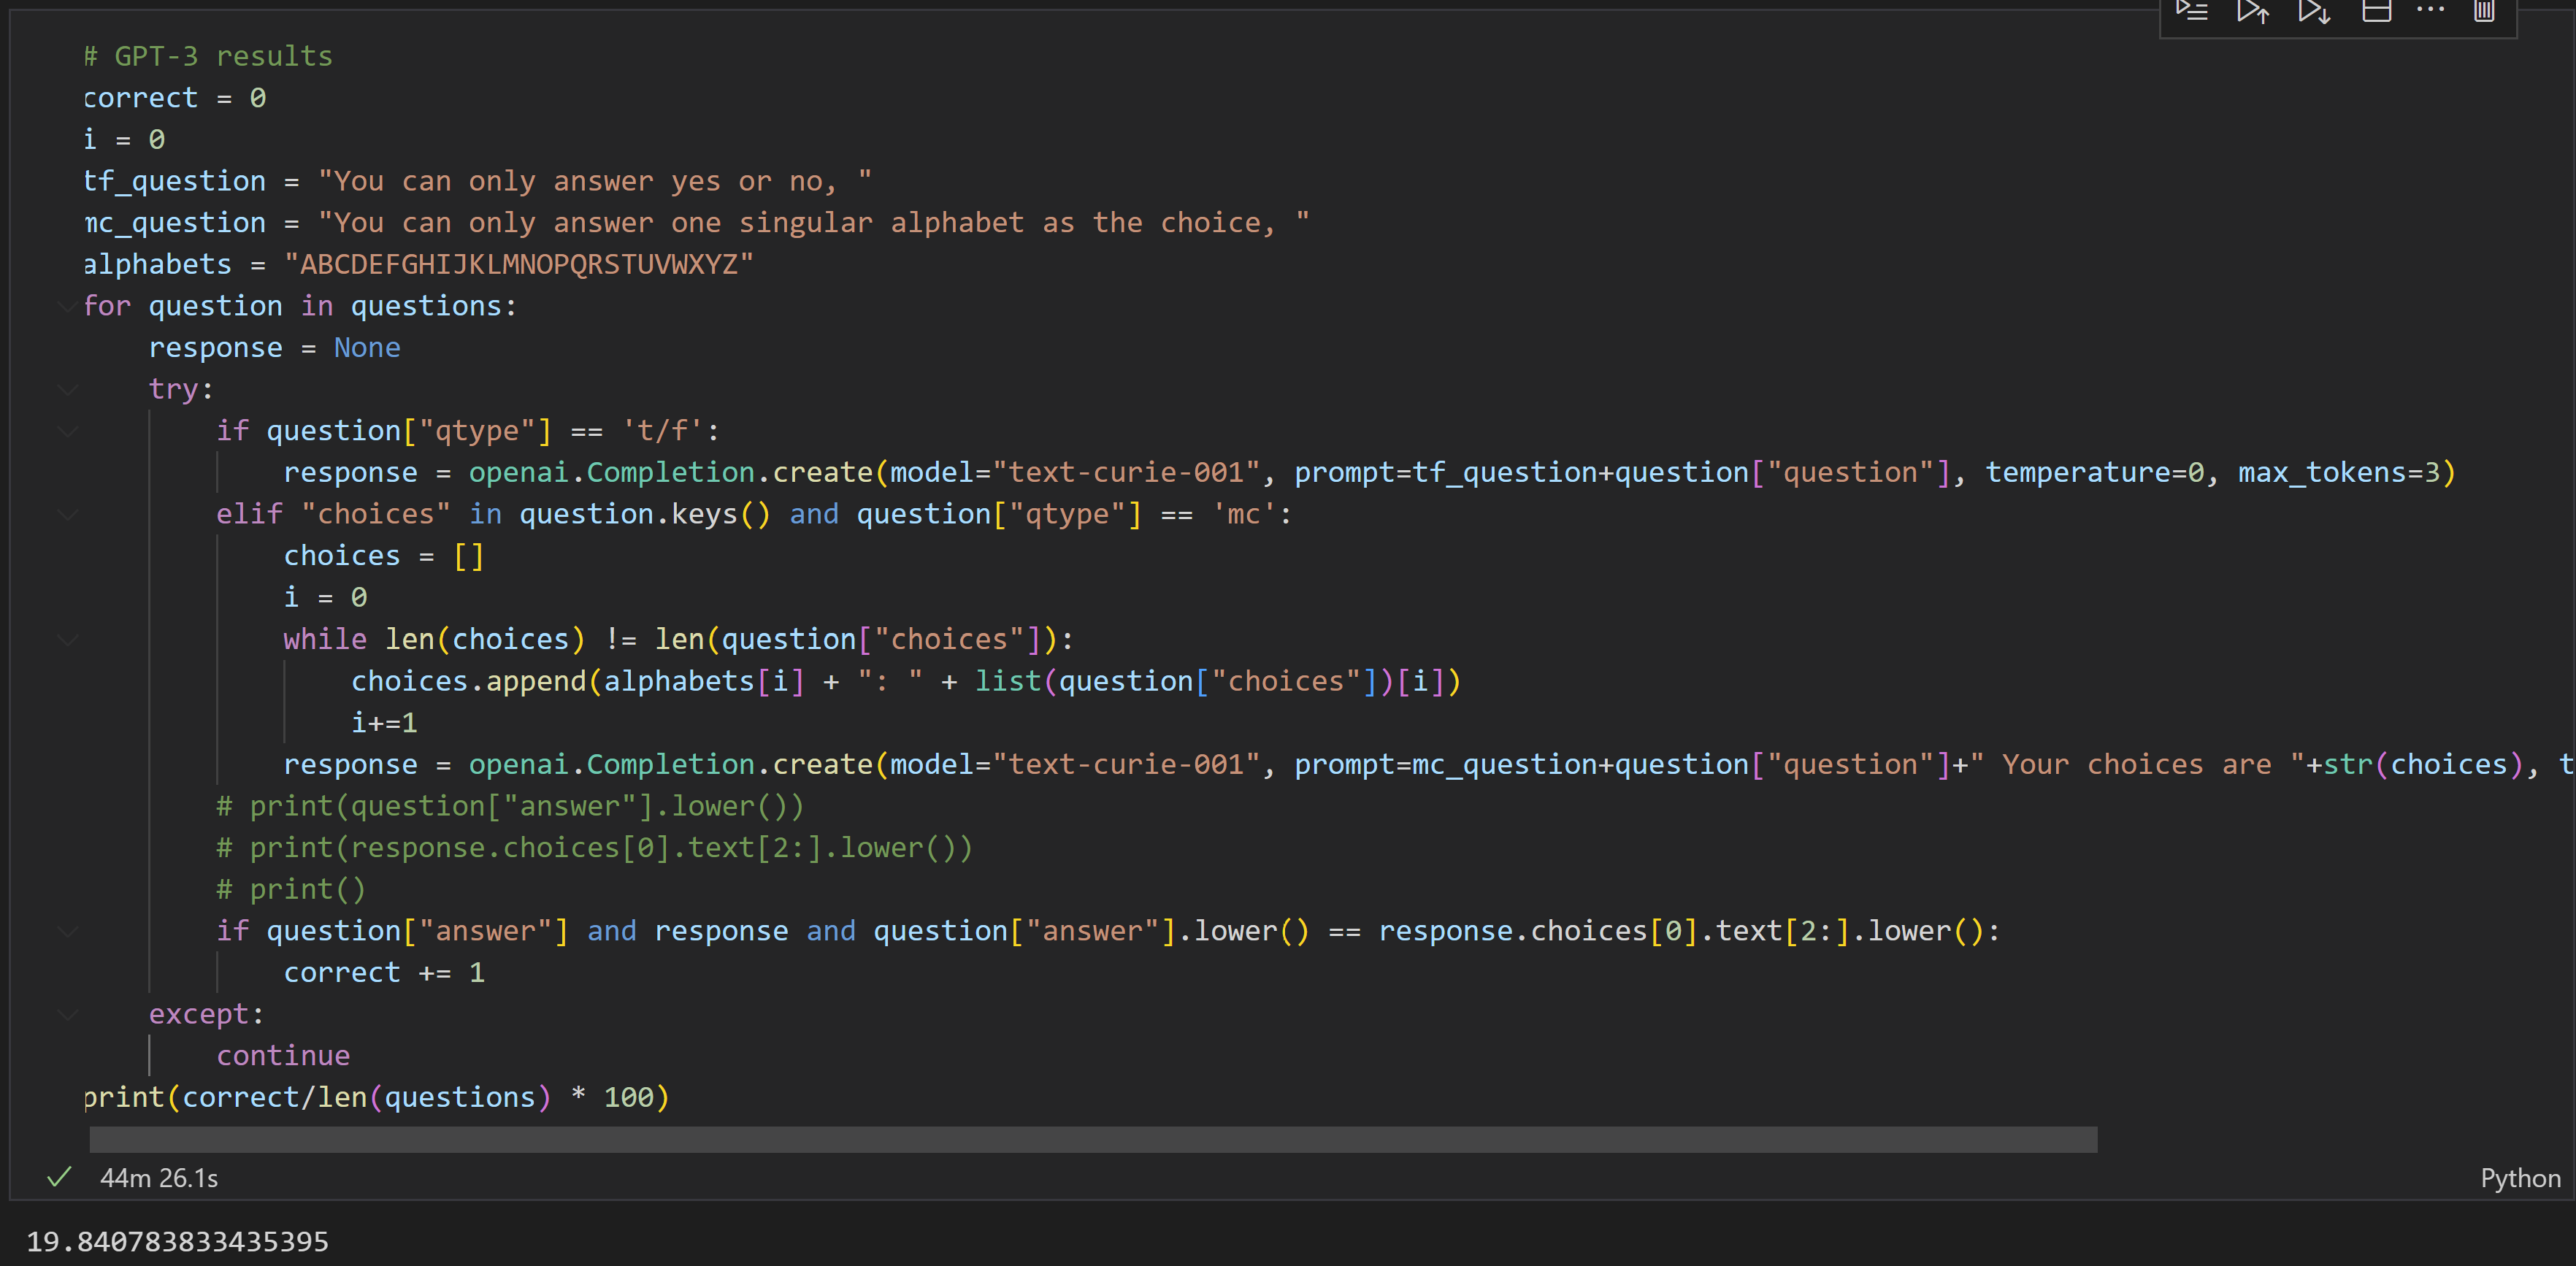 # GPT-3 results
correct = 0
i = 0
tf_question = "You can only answer yes or no, "
mc_question = "You can only answer one singular alphabet as the choice, "
alphabets = "ABCDEFGHIJKLMNOPQRSTUVWXYZ"
for question in questions:
    response = None
    try:
        if question["qtype"] == 't/f':
            response = openai.Completion.create(model="text-curie-001", prompt=tf_question+question["question"], temperature=0, max_tokens=3)
        elif "choices" in question.keys() and question["qtype"] == 'mc':
            choices = []
            i = 0
            while len(choices) != len(question["choices"]):
                choices.append(alphabets[i] + ": " + list(question["choices"])[i])
                i+=1
            response = openai.Completion.create(model="text-curie-001", prompt=mc_question+question["question"]+" Your choices are "+str(choices), t
        # print(question["answer"].lower())
        # print(response.choices[0].text[2:].lower())
        # print()
        if question["answer"] and response and question["answer"].lower() == response.choices[0].text[2:].lower():
            correct += 1
    except:
        continue
print(correct/len(questions) * 100)
44m 26.1s
Python
19.840783833435395